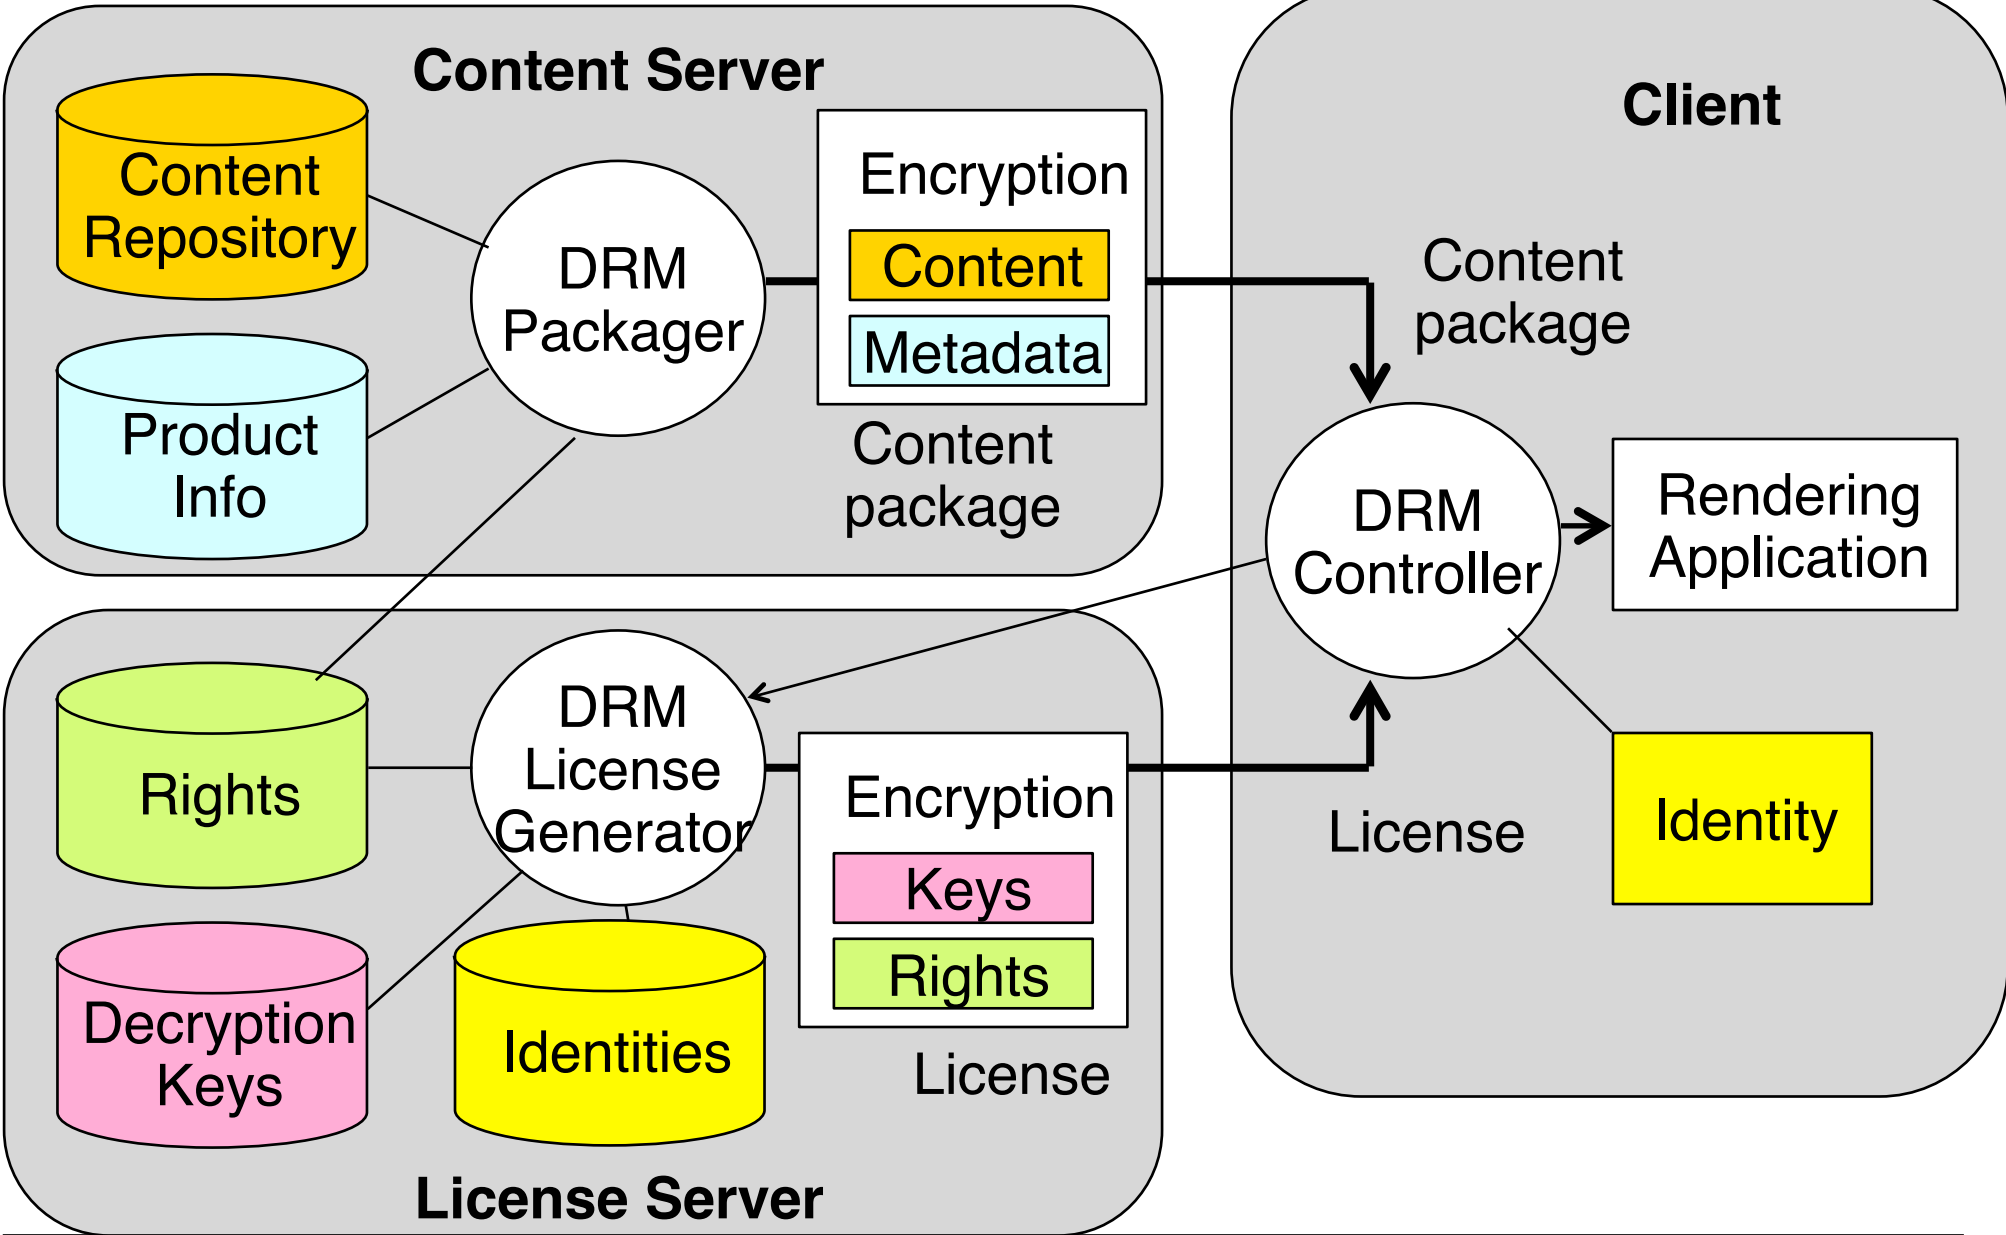 Content Server
Content
Repository
Product
Info
DRM
Packager
Encryption
Content
Metadata
Content
package
Client
Content
package
DRM
Controller
Rendering
Application
License
Identity
Rights
DRM
License
Generator
Encryption
Keys
Rights
License
Decryption
Keys
Identities
License Server